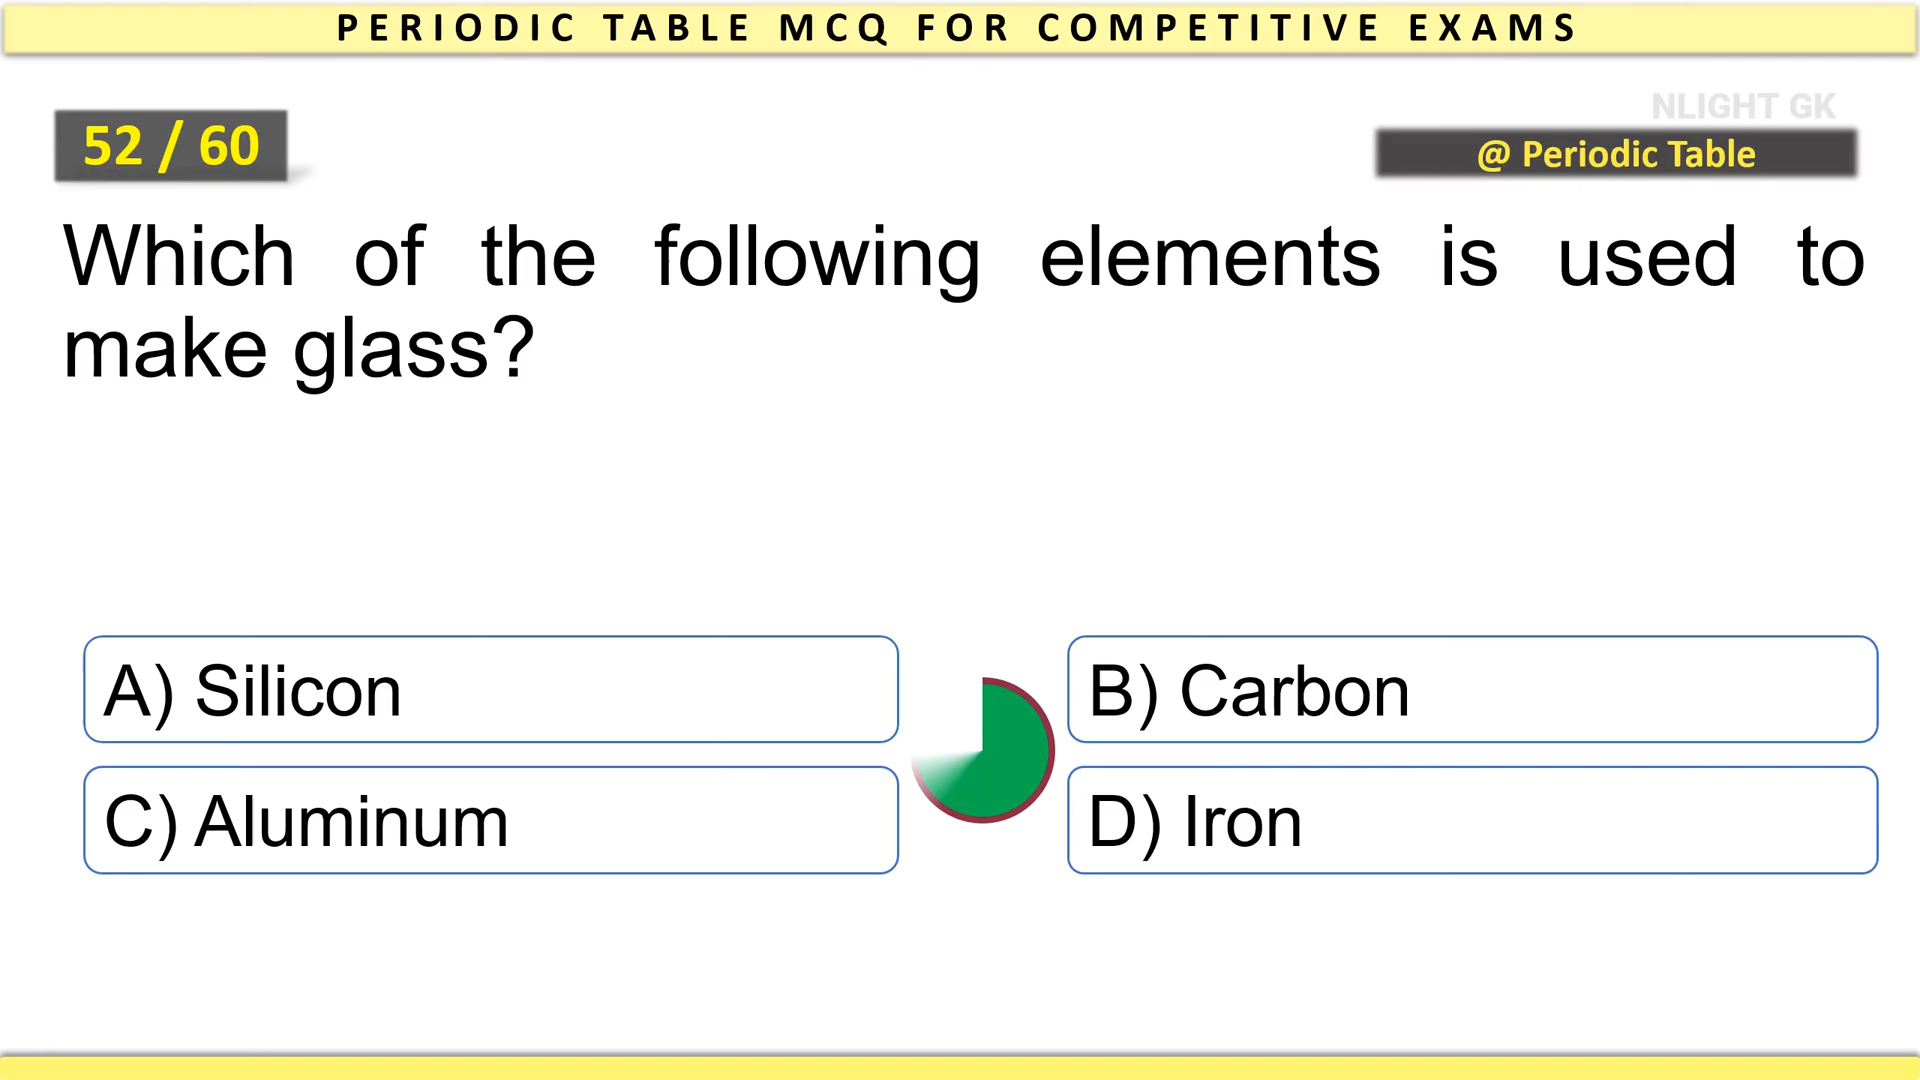 PERIODIC TABLE MCQ FOR COMPETITIVE EXAMS
NLIGHT GK
52 / 60
@ Periodic Table
Which of the following elements is used to
make glass?
A) Silicon
B) Carbon
C) Aluminum
D) Iron